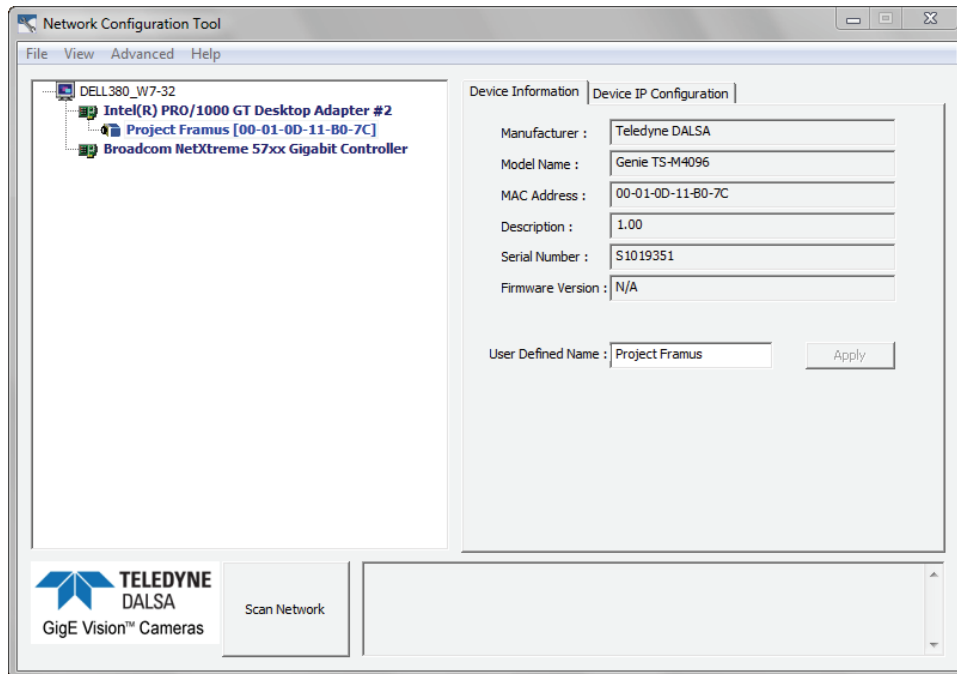 Network Configuration Tool
File View Advanced Help
DELL380_W7-32
Intel(R) PRO/1000 GT Desktop Adapter #2
Project Framus [00-01-0D-11-B0-7C]
Broadcom NetXtreme 57xx Gigabit Controller
Device Information Device IP Configuration
Manufacturer : Teledyne DALSA
Model Name : Genie TS-M4096
MAC Address : 00-01-0D-11-B0-7C
Description : 1.00
Serial Number : S1019351
Firmware Version : N/A
User Defined Name : Project Framus Apply
TELEDYNE
DALSA
GigE Vision™ Cameras
Scan Network